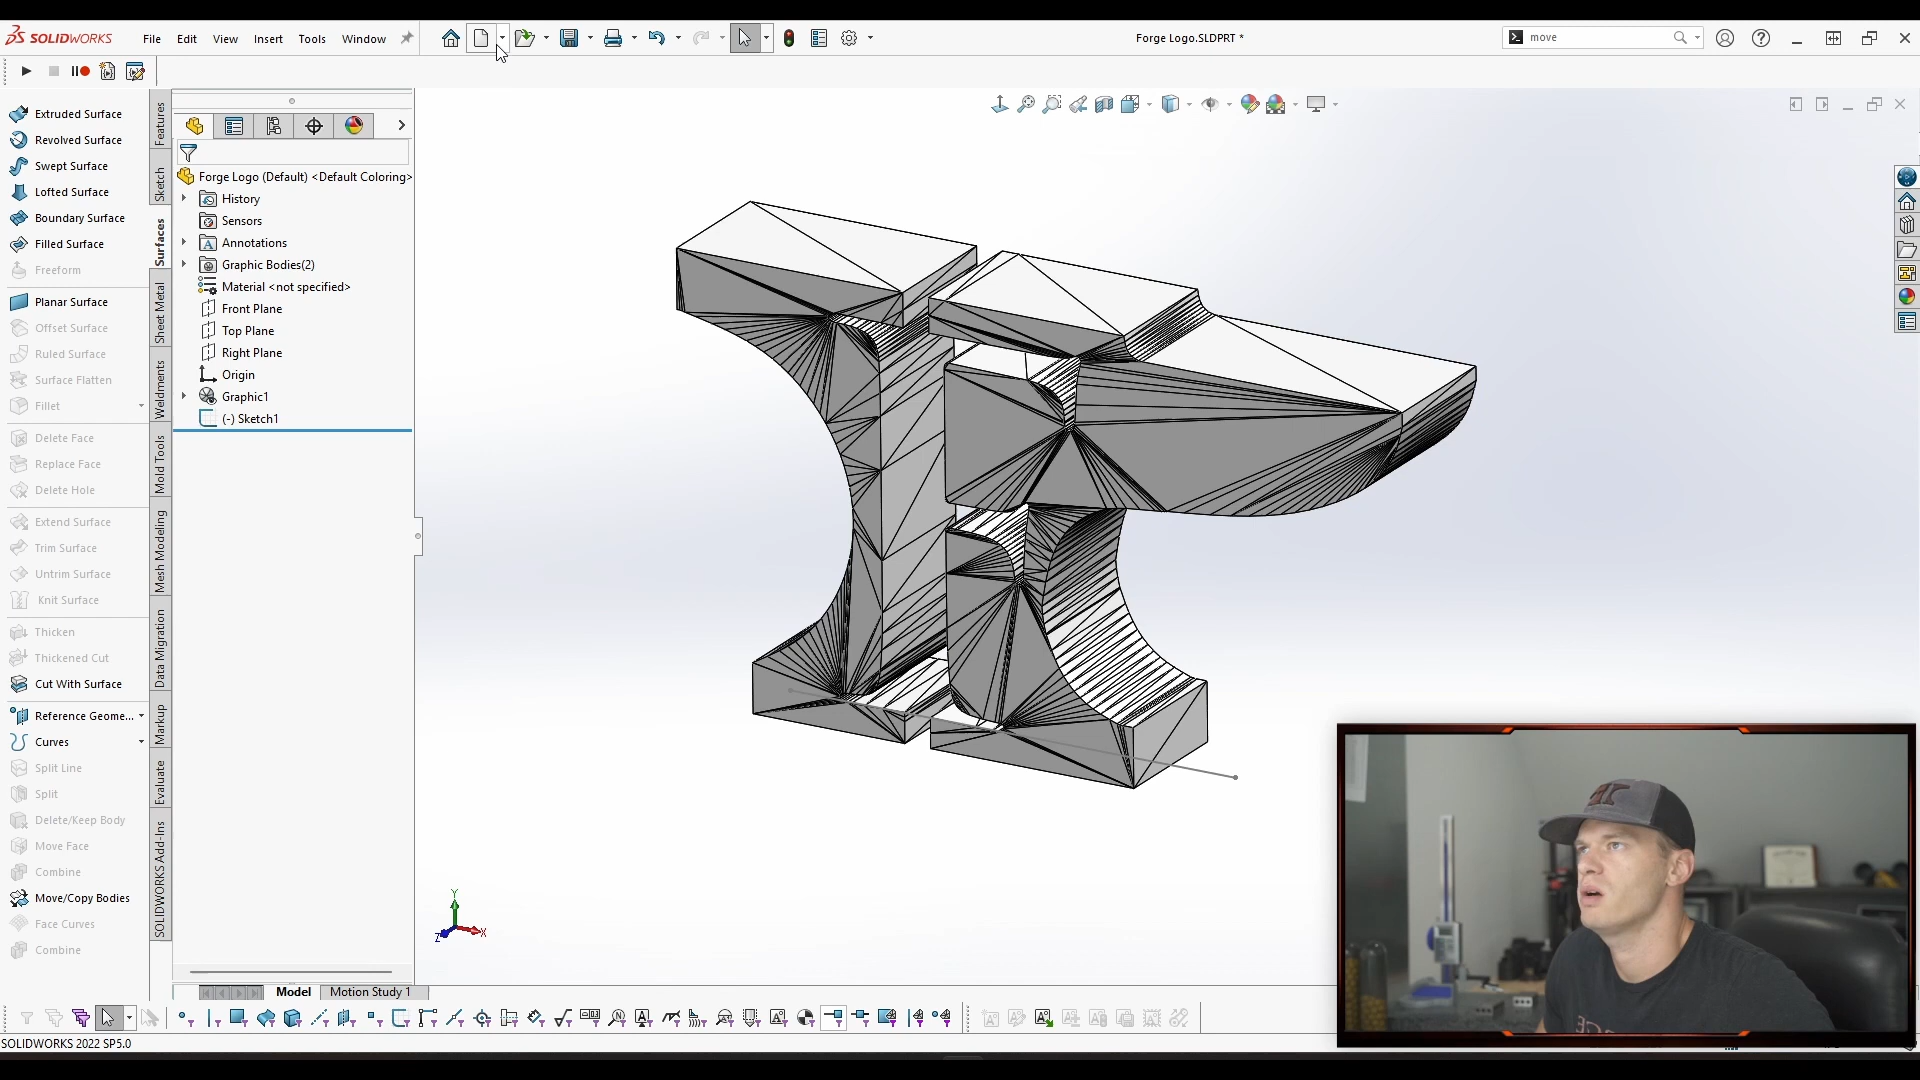 SOLIDWORKS File Edit View Insert Tools Window Forge Logo.SLDPRT * move
Extruded Surface
Revolved Surface
Swept Surface
Lofted Surface
Boundary Surface
Filled Surface
Freeform
Planar Surface
Offset Surface
Ruled Surface
Surface Flatten
Fillet
Delete Face
Replace Face
Delete Hole
Extend Surface
Trim Surface
Untrim Surface
Knit Surface
Thicken
Thickened Cut
Cut With Surface
Reference Geome...
Curves
Split Line
Split
Delete/Keep Body
Move Face
Combine
Move/Copy Bodies
Face Curves
Combine
Features
Sketch
Surfaces
Sheet Metal
Weldments
Mold Tools
Mesh Modeling
Data Migration
Markup
Evaluate
SOLIDWORKS Add-Ins
Forge Logo (Default) <Default Coloring>
History
Sensors
Annotations
Graphic Bodies(2)
Material <not specified>
Front Plane
Top Plane
Right Plane
Origin
Graphic1
(-) Sketch1
Y
Z
X
Model Motion Study 1
SOLIDWORKS 2022 SP5.0